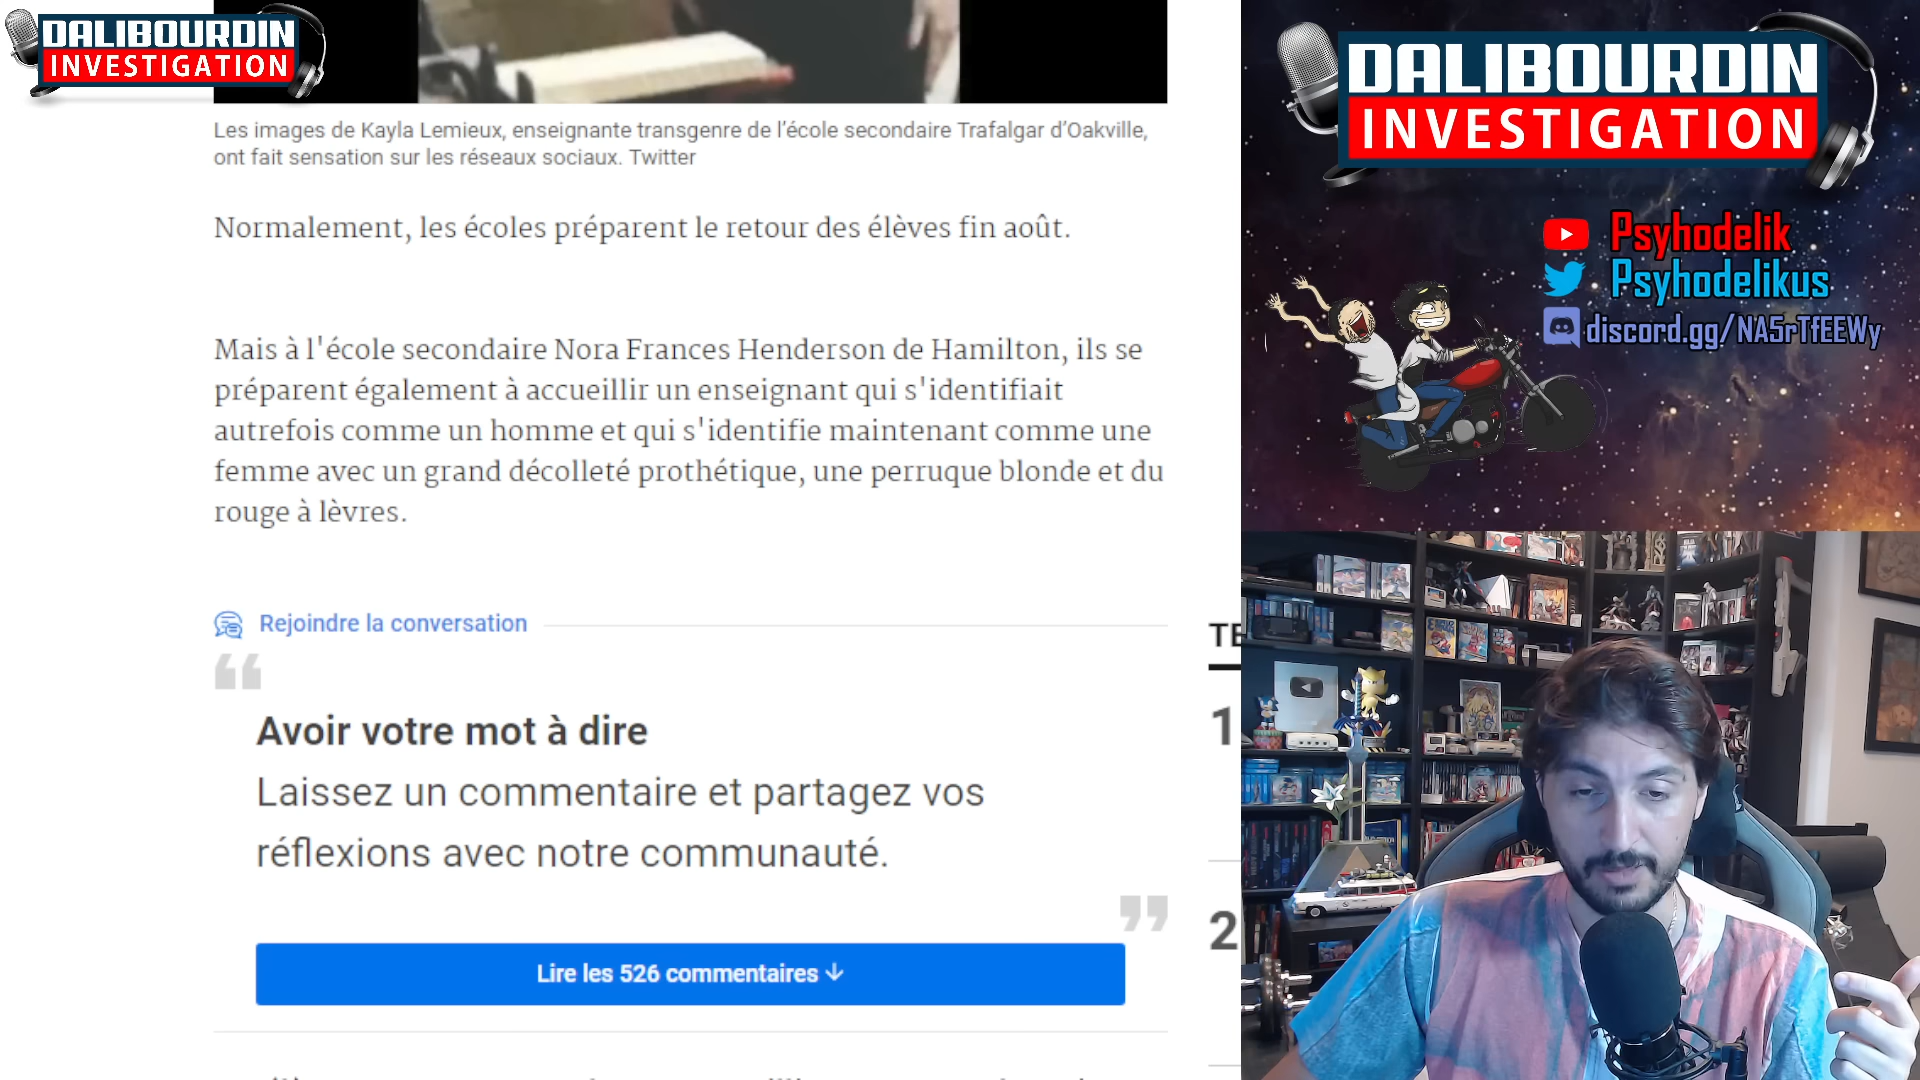 DALIBOURDIN
INVESTIGATION
Les images de Kayla Lemieux, enseignante transgenre de l'école secondaire Trafalgar d'Oakville,
ont fait sensation sur les réseaux sociaux. Twitter
Normalement, les écoles préparent le retour des élèves fin août.
Mais à l'école secondaire Nora Frances Henderson de Hamilton, ils se
préparent également à accueillir un enseignant qui s'identifiait
autrefois comme un homme et qui s'identifie maintenant comme une
femme avec un grand décolleté prothétique, une perruque blonde et du
rouge à lèvres.
Rejoindre la conversation
“
Avoir votre mot à dire
Laissez un commentaire et partagez vos
réflexions avec notre communauté.
”
Lire les 526 commentaires ↓
TE
1
2
DALIBOURDIN
INVESTIGATION
Psyhodelik
Psyhodelikus
discord.gg/NA5rTfEEWy